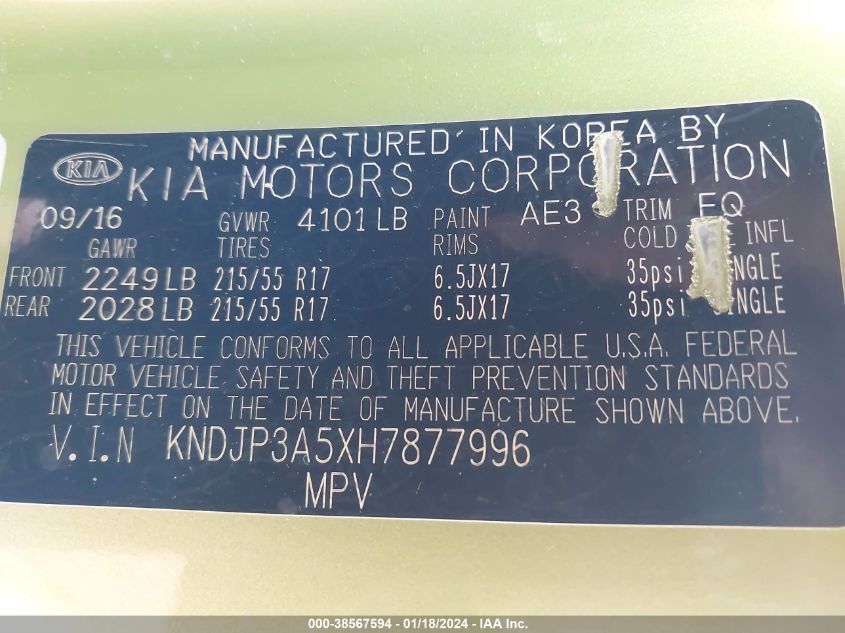 MANUFACTURED IN KOREA BY
KIA KIA MOTORS CORPORATION
09/16 GVWR 4101 LB PAINT AE3 TRIM EQ
GAWR TIRES RIMS COLD INFL
FRONT 2249 LB 215/55 R17 6.5JX17 35psi
REAR 2028 LB 215/55 R17 6.5JX17 35psi
THIS VEHICLE CONFORMS TO ALL APPLICABLE U.S.A. FEDERAL
MOTOR VEHICLE SAFETY AND THEFT PREVENTION STANDARDS
IN EFFECT ON THE DATE OF MANUFACTURE SHOWN ABOVE.
V.I.N KNDJP3A5XH7877996
MPV
000-38567594 - 01/18/2024 - IAA Inc.